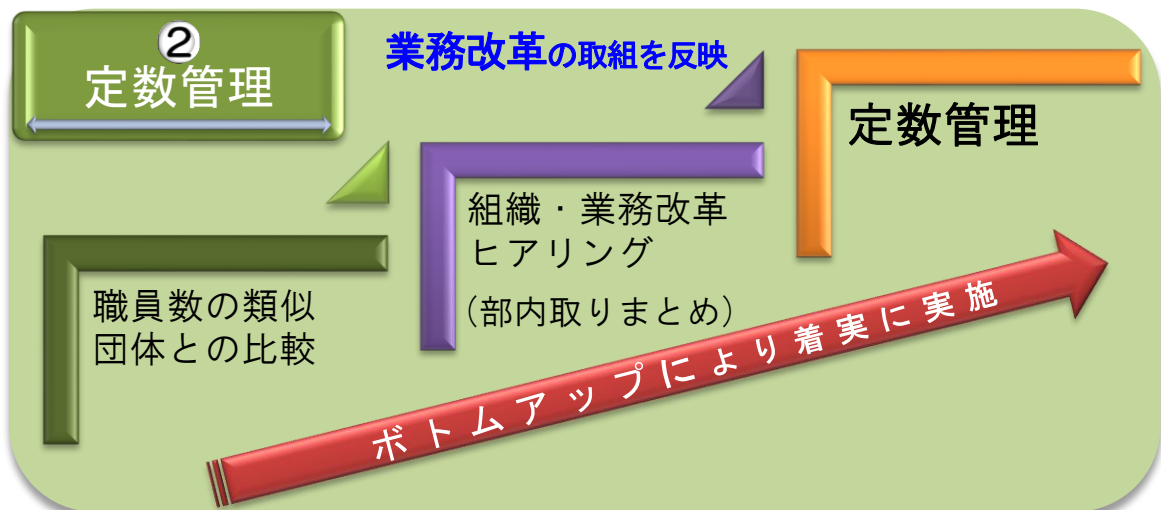 ②
定数管理
業務改革の取組を反映
職員数の類似
団体との比較
組織・業務改革
ヒアリング
（部内取りまとめ）
定数管理
ボトムアップにより着実に実施